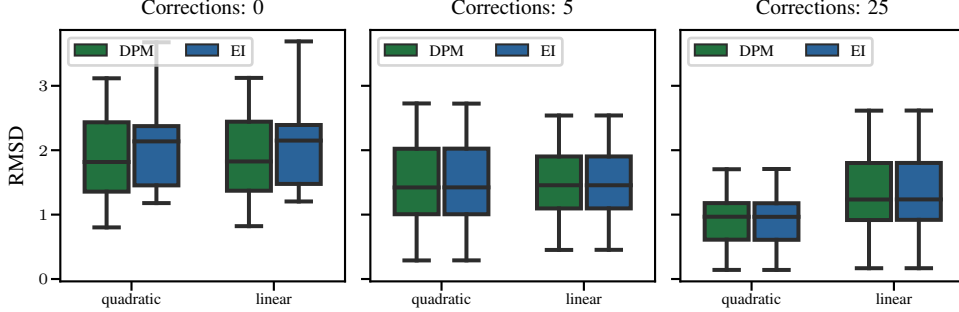 Corrections: 0
Corrections: 5
Corrections: 25
DPM
EI
DPM
EI
DPM
EI
RMSD
3
2
1
0
quadratic
linear
quadratic
linear
quadratic
linear